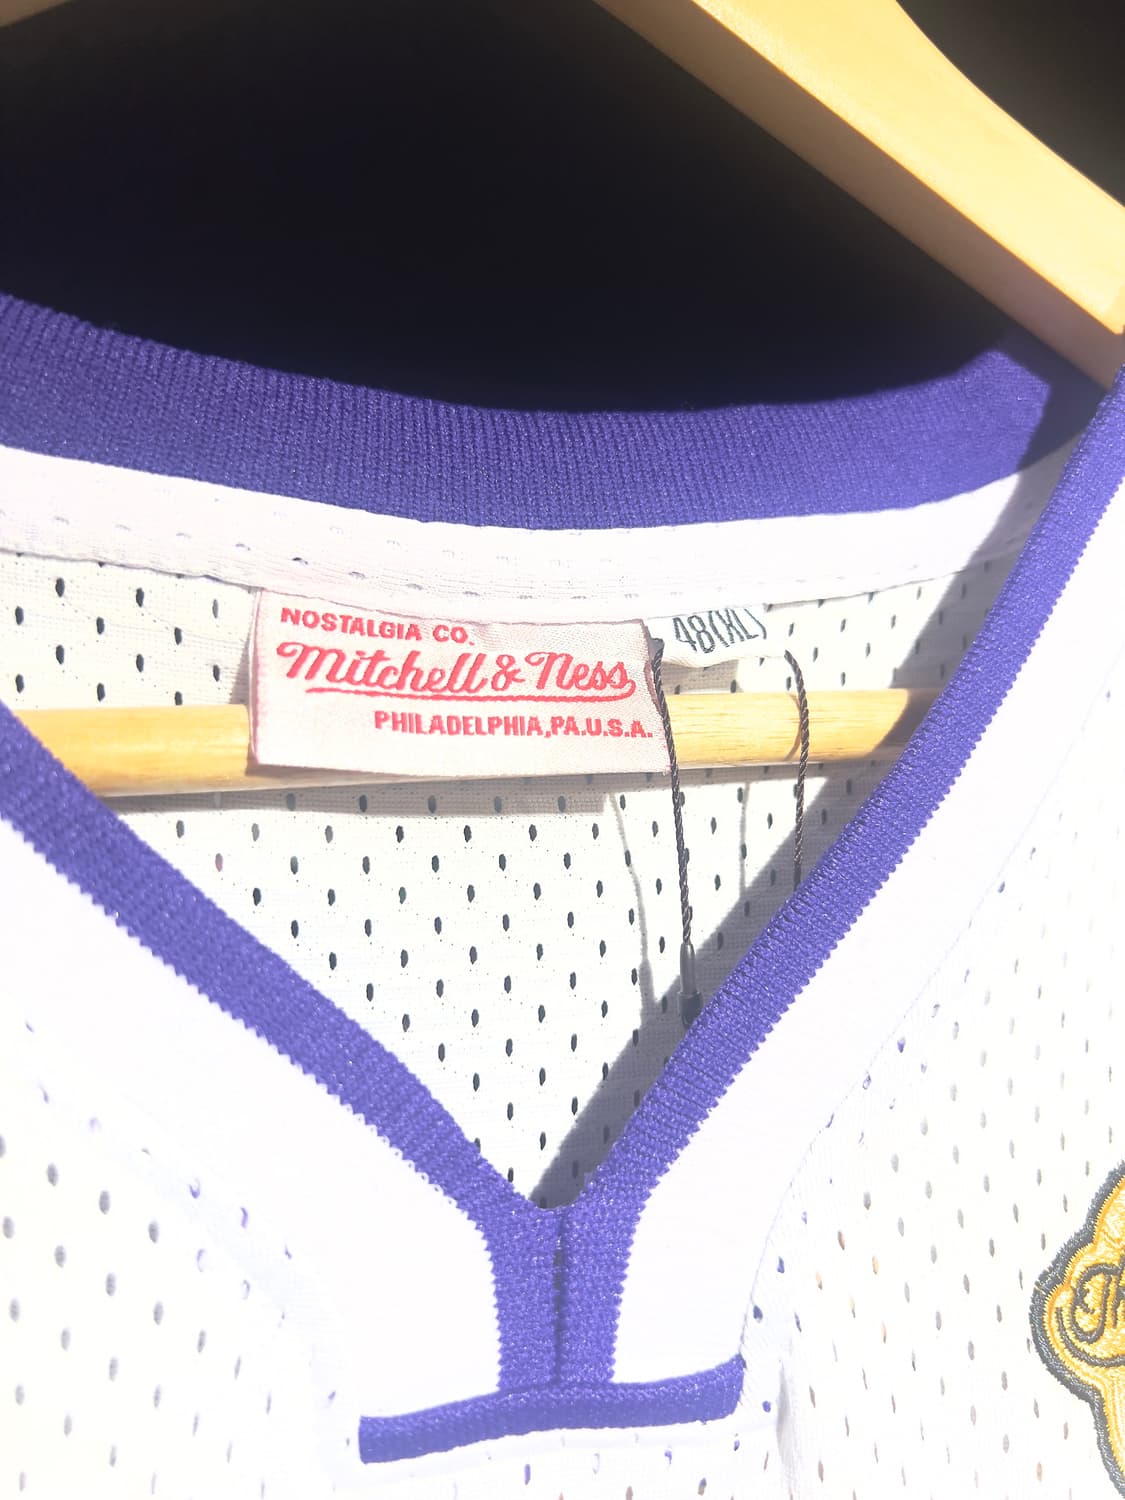 NOSTALGIA CO.
Mitchell & Ness
PHILADELPHIA,PA.U.S.A.
48(XL)